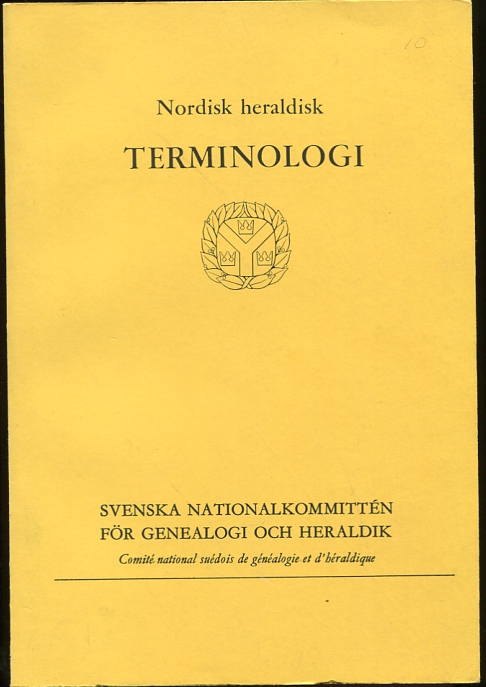 10
Nordisk heraldisk
TERMINOLOGI
SVENSKA NATIONALKOMMITTÉN
FÖR GENEALOGI OCH HERALDIK
Comité national suédois de généalogie et d'héraldique